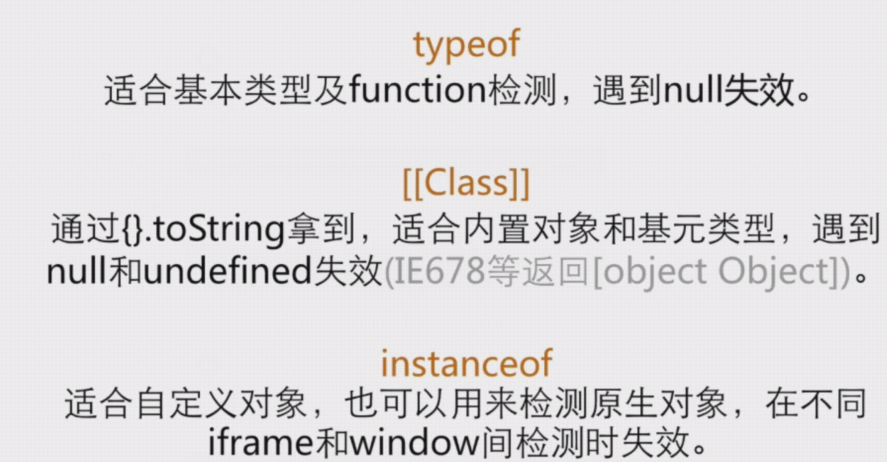 typeof
适合基本类型及function检测，遇到null失效。
[[Class]]
通过{}.toString拿到，适合内置对象和基元类型，遇到
null和undefined失效(IE678等返回[object Object])。
instanceof
适合自定义对象，也可以用来检测原生对象，在不同
iframe和window间检测时失效。